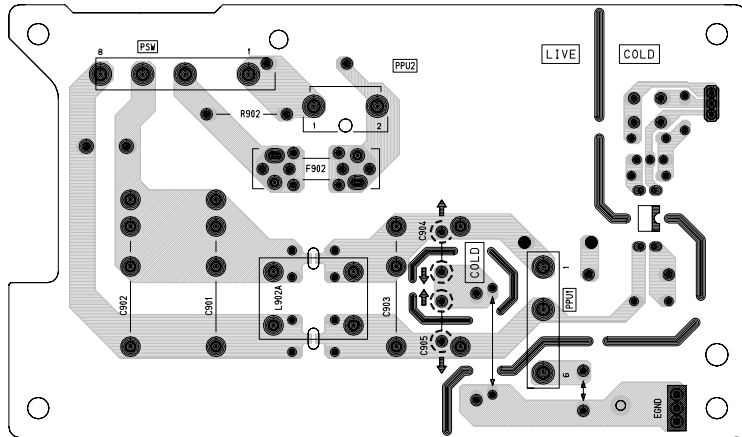 8
PSW
1
PPU2
LIVE
COLD
R902
1
2
F902
C904
COLD
1
C902
C901
L902A
C903
PPU1
C905
6
EGND